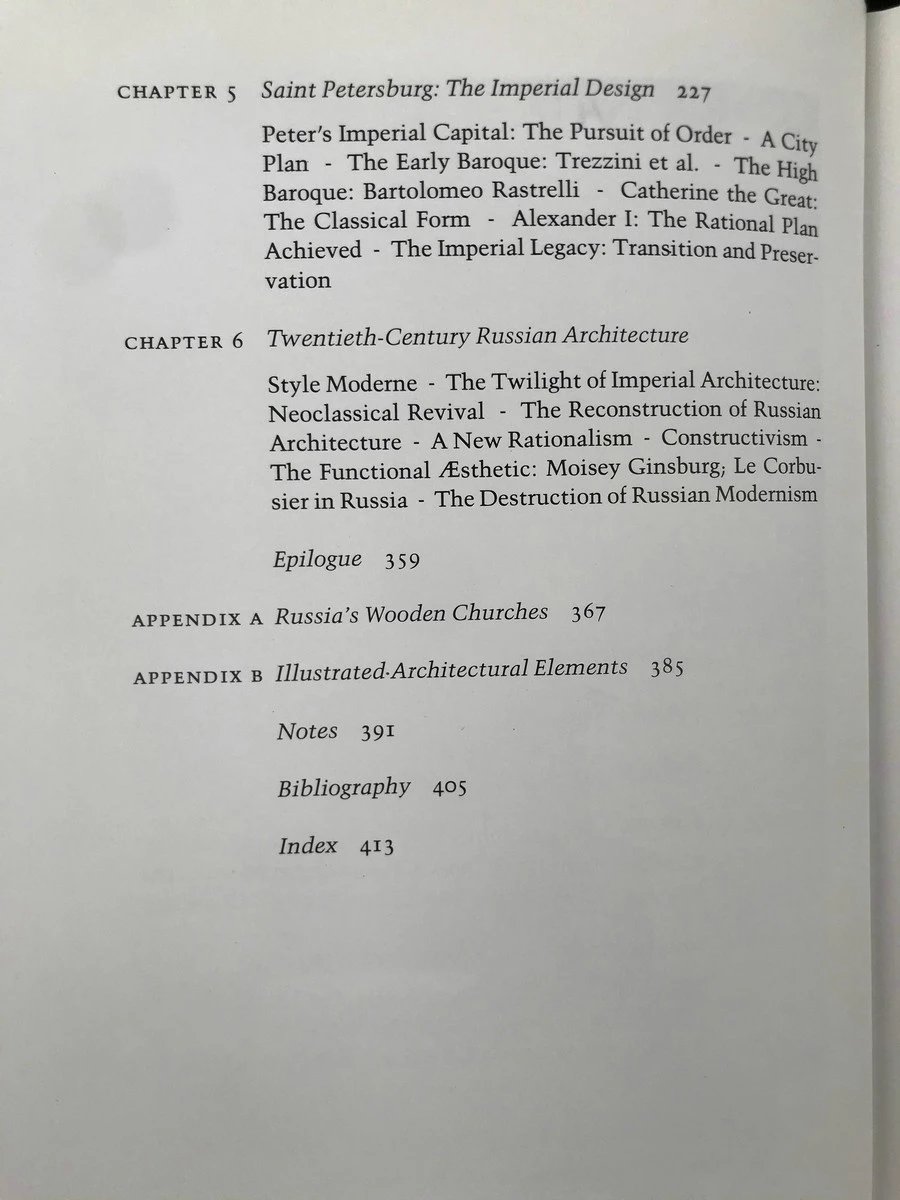 CHAPTER 5 Saint Petersburg: The Imperial Design 227
Peter's Imperial Capital: The Pursuit of Order - A City
Plan - The Early Baroque: Trezzini et al. - The High
Baroque: Bartolomeo Rastrelli - Catherine the Great:
The Classical Form - Alexander I: The Rational Plan
Achieved - The Imperial Legacy: Transition and Preser-
vation
CHAPTER 6 Twentieth-Century Russian Architecture
Style Moderne - The Twilight of Imperial Architecture:
Neoclassical Revival - The Reconstruction of Russian
Architecture - A New Rationalism - Constructivism -
The Functional Æsthetic: Moisey Ginsburg; Le Corbu-
sier in Russia - The Destruction of Russian Modernism
Epilogue 359
APPENDIX A Russia's Wooden Churches 367
APPENDIX B Illustrated Architectural Elements 385
Notes 391
Bibliography 405
Index 413